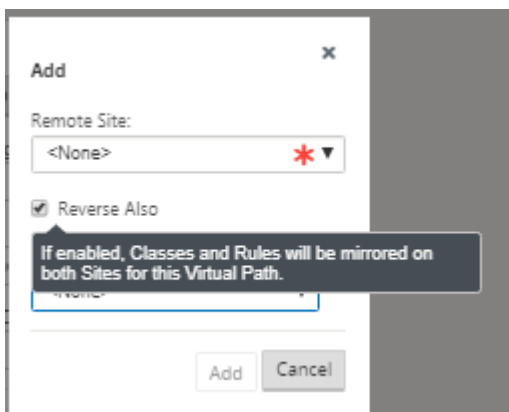 Add
×
Remote Site:
<None>
* ▼
Reverse Also
If enabled, Classes and Rules will be mirrored on
both Sites for this Virtual Path.
Add
Cancel